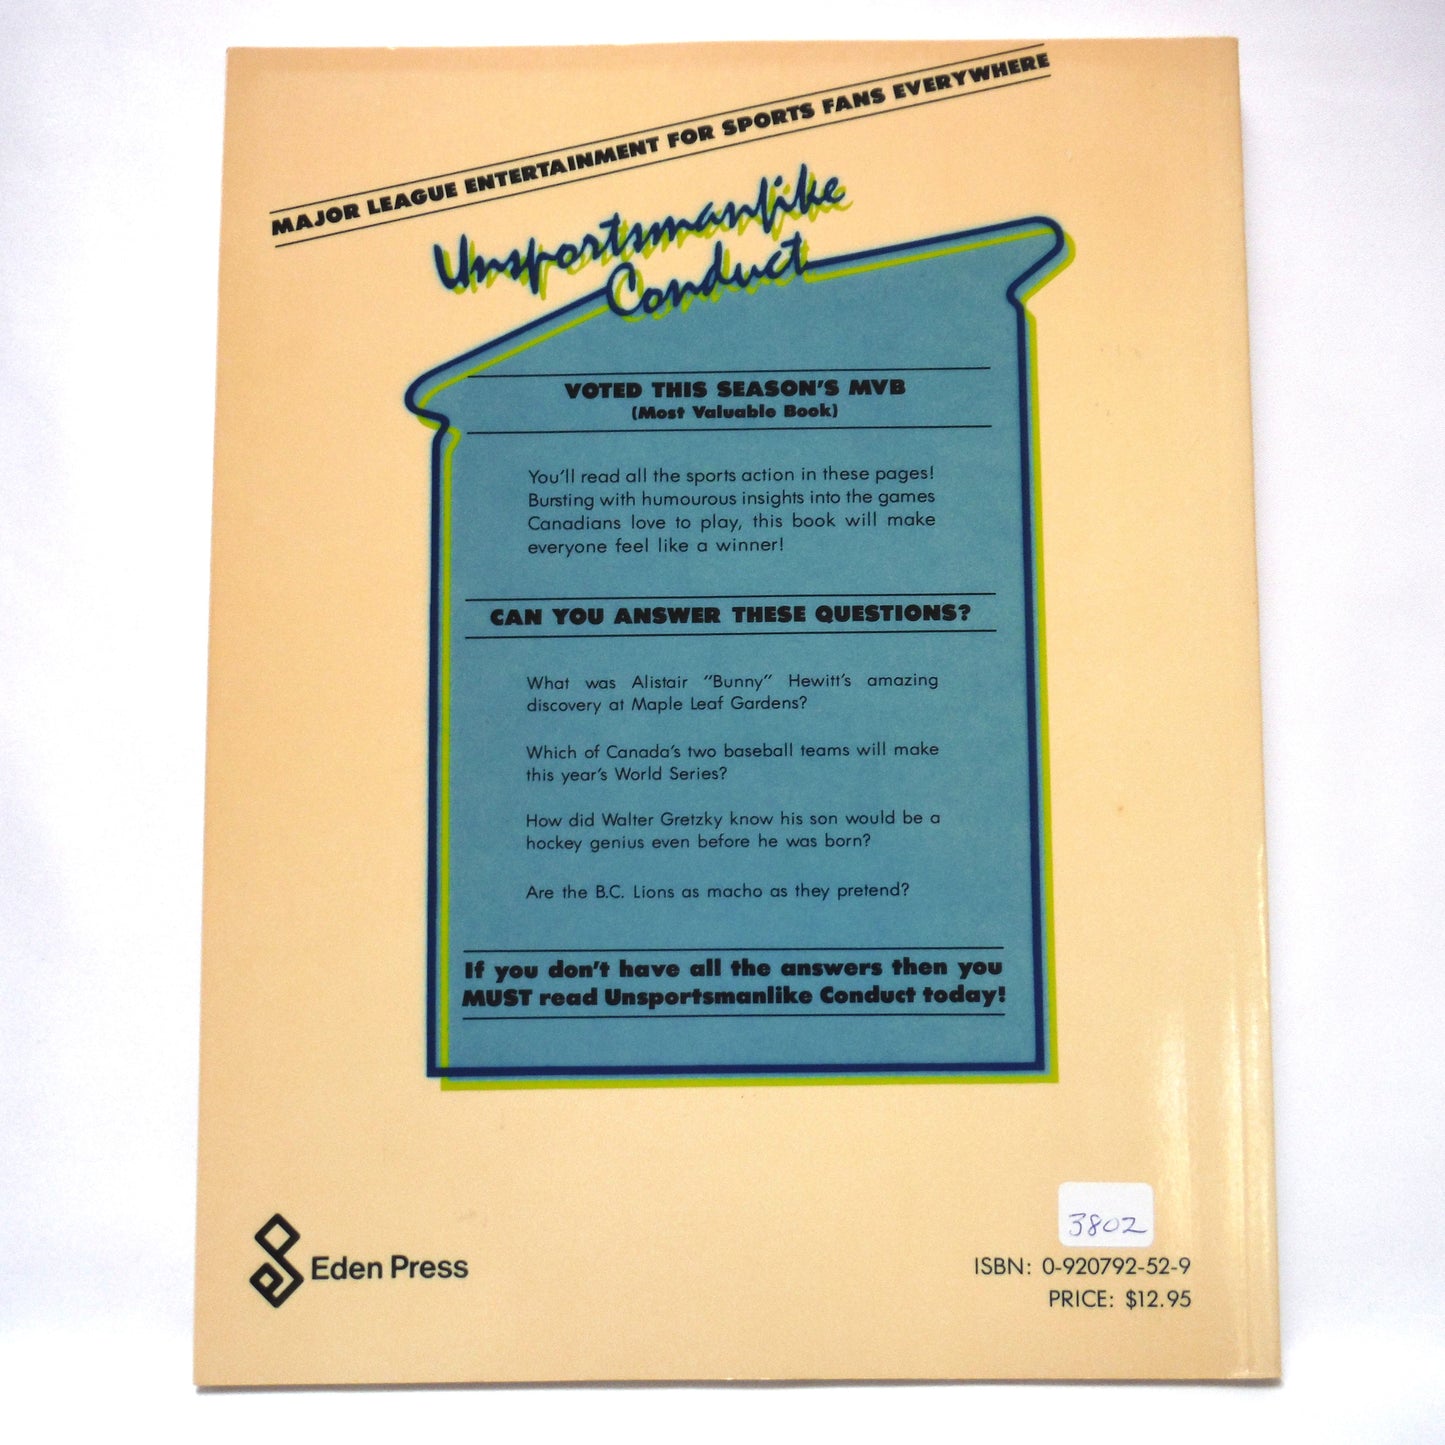 MAJOR LEAGUE ENTERTAINMENT FOR SPORTS FANS EVERYWHERE
Unsportsmanlike
Conduct
VOTED THIS SEASON'S MVB
(Most Valuable Book)
You'll read all the sports action in these pages!
Bursting with humourous insights into the games
Canadians love to play, this book will make
everyone feel like a winner!
CAN YOU ANSWER THESE QUESTIONS?
What was Alistair "Bunny" Hewitt's amazing
discovery at Maple Leaf Gardens?
Which of Canada's two baseball teams will make
this year's World Series?
How did Walter Gretzky know his son would be a
hockey genius even before he was born?
Are the B.C. Lions as macho as they pretend?
If you don't have all the answers then you
MUST read Unsportsmanlike Conduct today!
3802
Eden Press
ISBN: 0-920792-52-9
PRICE: $12.95